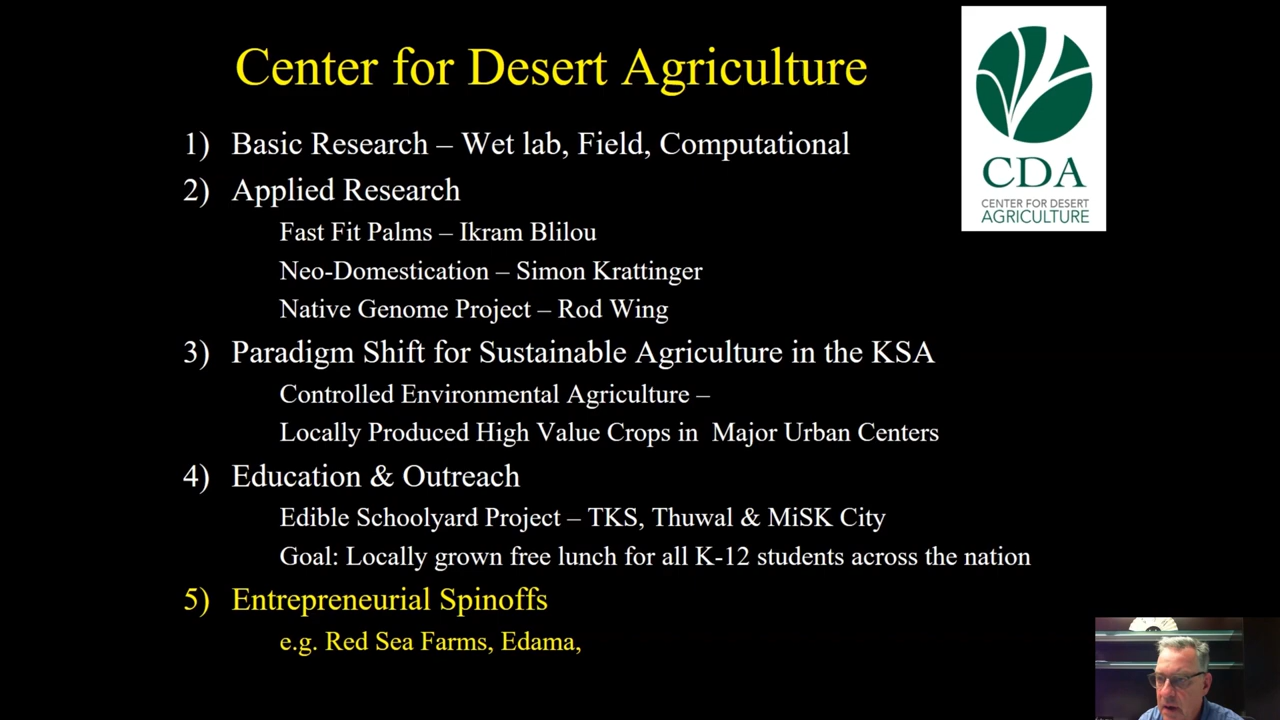 Center for Desert Agriculture
1) Basic Research – Wet lab, Field, Computational
2) Applied Research
Fast Fit Palms – Ikram Blilou
Neo-Domestication – Simon Krattinger
Native Genome Project – Rod Wing
3) Paradigm Shift for Sustainable Agriculture in the KSA
Controlled Environmental Agriculture –
Locally Produced High Value Crops in  Major Urban Centers
4) Education & Outreach
Edible Schoolyard Project – TKS, Thuwal & MiSK City
Goal: Locally grown free lunch for all K-12 students across the nation
5) Entrepreneurial Spinoffs
e.g. Red Sea Farms, Edama,
CDA
CENTER FOR DESERT
AGRICULTURE